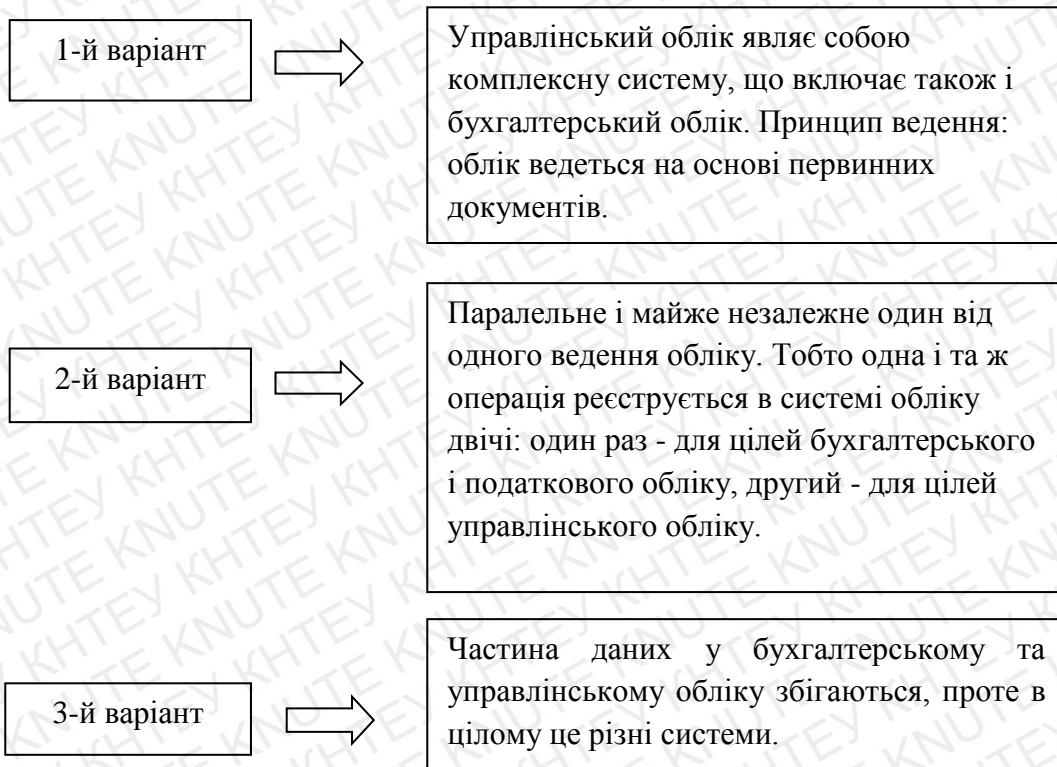 1-й варіант
Управлінський облік являє собою
комплексну систему, що включає також і
бухгалтерський облік. Принцип ведення:
облік ведеться на основі первинних
документів.
2-й варіант
Паралельне і майже незалежне один від
одного ведення обліку. Тобто одна і та ж
операція реєструється в системі обліку
двічі: один раз - для цілей бухгалтерського
і податкового обліку, другий - для цілей
управлінського обліку.
3-й варіант
Частина даних у бухгалтерському та
управлінському обліку збігаються, проте в
цілому це різні системи.